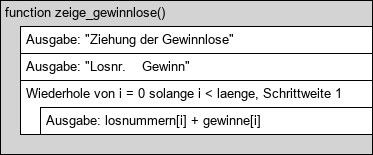 function zeige_gewinnlose()
Ausgabe: "Ziehung der Gewinnlose"
Ausgabe: "Losnr.    Gewinn"
Wiederhole von i = 0 solange i < laenge, Schrittweite 1
Ausgabe: losnummern[i] + gewinne[i]